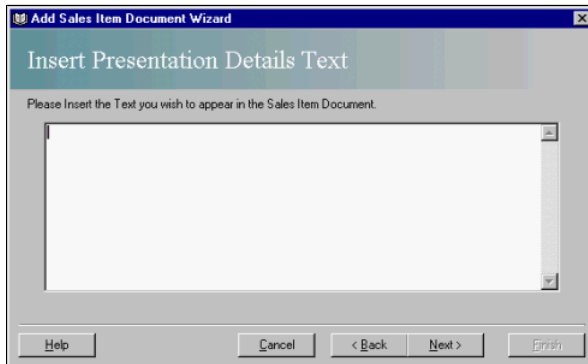 Add Sales Item Document Wizard
Insert Presentation Details Text
Please Insert the Text you wish to appear in the Sales Item Document.
Help Cancel < Back Next > Finish